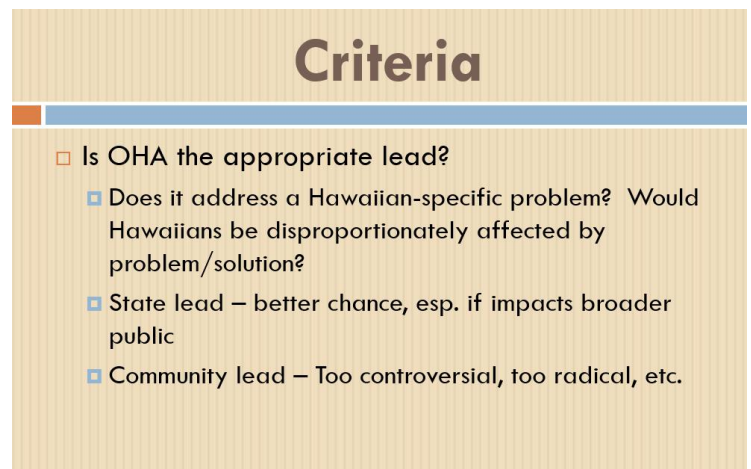 Criteria
Is OHA the appropriate lead?
Does it address a Hawaiian-specific problem?  Would
Hawaiians be disproportionately affected by
problem/solution?
State lead – better chance, esp. if impacts broader
public
Community lead – Too controversial, too radical, etc.